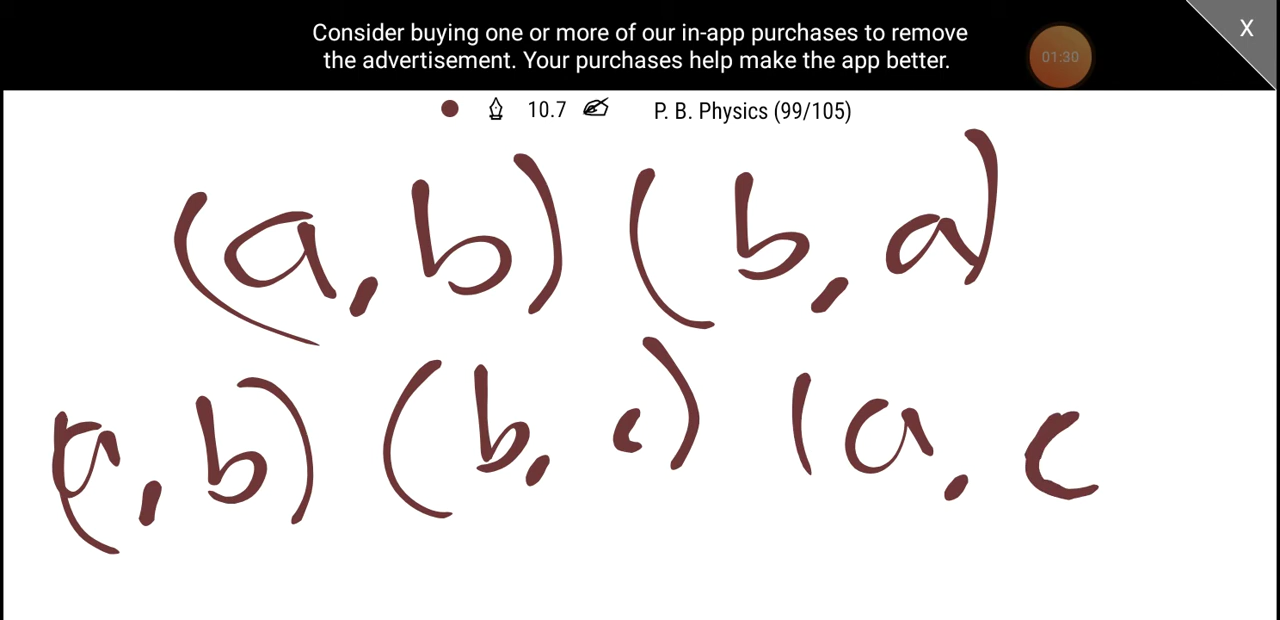 Consider buying one or more of our in-app purchases to remove
the advertisement. Your purchases help make the app better.
01:30
X
10.7 P. B. Physics (99/105)
(a,b) (b,a)
(a,b) (b,c) (a,c